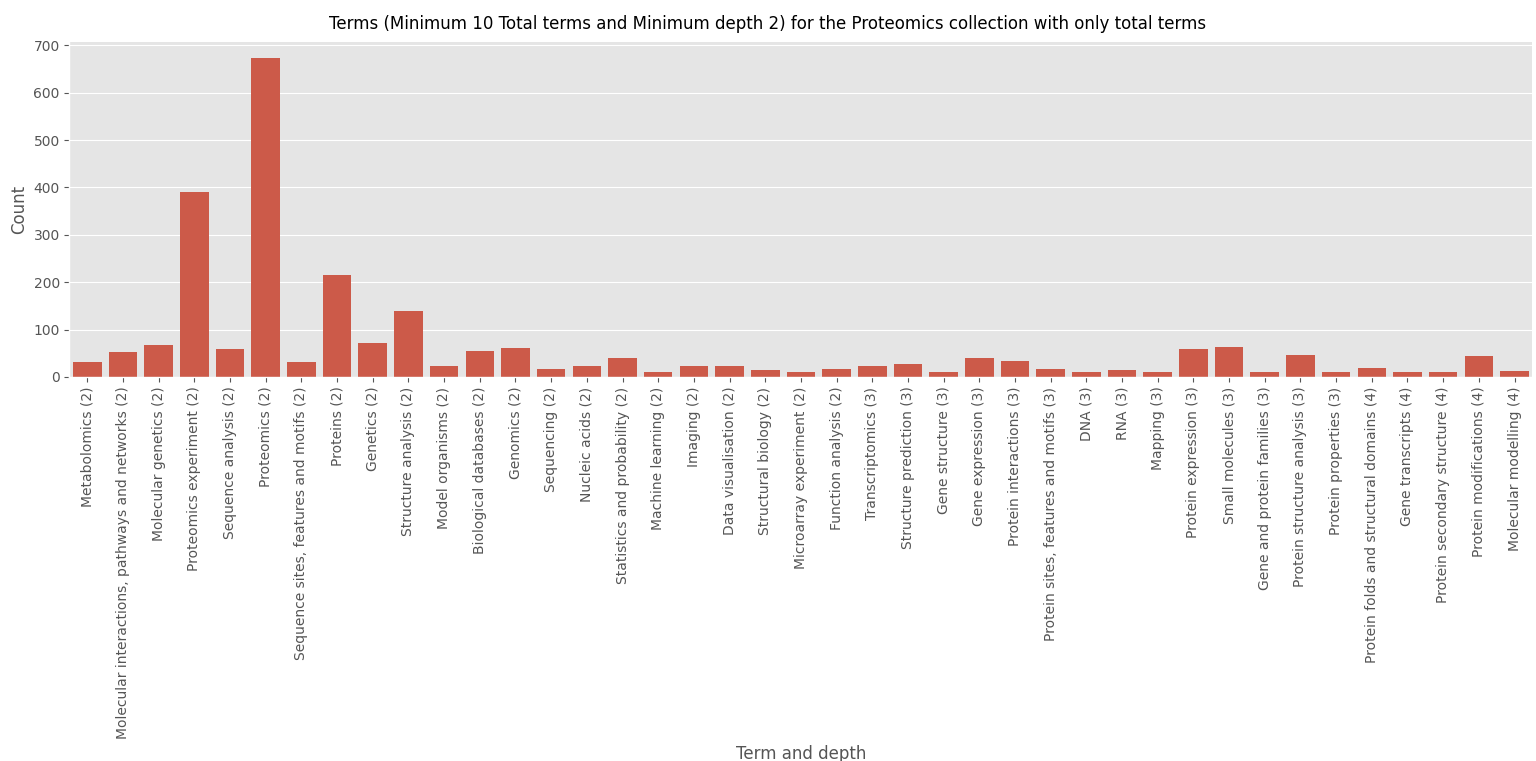 Terms (Minimum 10 Total terms and Minimum depth 2) for the Proteomics collection with only total terms
700
600
500
400
300
200
100
0
Count
Metabolomics (2)
Molecular interactions, pathways and networks (2)
Molecular genetics (2)
Proteomics experiment (2)
Sequence analysis (2)
Proteomics (2)
Sequence sites, features and motifs (2)
Proteins (2)
Genetics (2)
Structure analysis (2)
Model organisms (2)
Biological databases (2)
Genomics (2)
Sequencing (2)
Nucleic acids (2)
Statistics and probability (2)
Machine learning (2)
Imaging (2)
Data visualisation (2)
Structural biology (2)
Microarray experiment (2)
Function analysis (2)
Transcriptomics (3)
Structure prediction (3)
Gene structure (3)
Gene expression (3)
Protein interactions (3)
Protein sites, features and motifs (3)
DNA (3)
RNA (3)
Mapping (3)
Protein expression (3)
Small molecules (3)
Gene and protein families (3)
Protein structure analysis (3)
Protein properties (3)
Protein folds and structural domains (4)
Gene transcripts (4)
Protein secondary structure (4)
Protein modifications (4)
Molecular modelling (4)
Term and depth